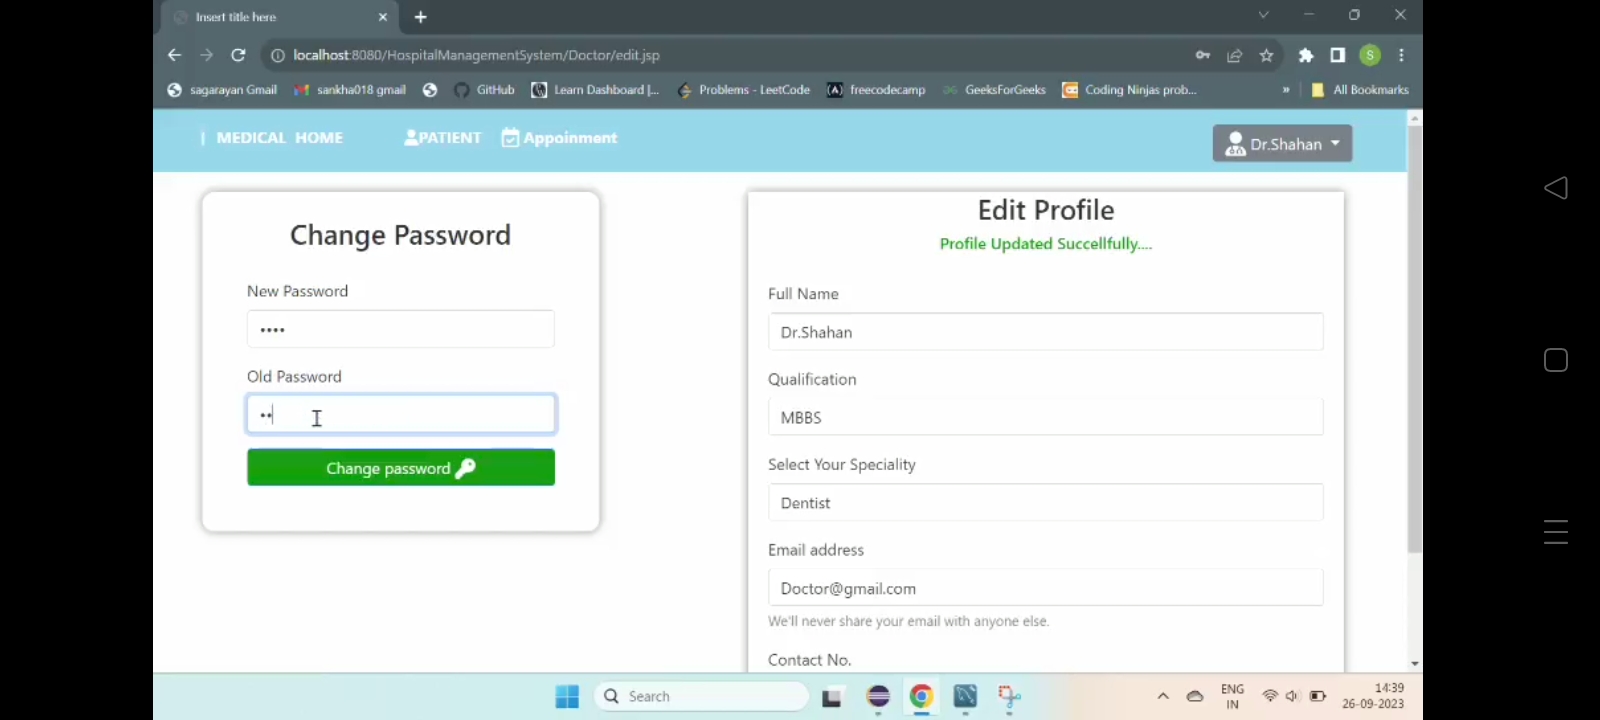 Insert title here
localhost:8080/HospitalManagementSystem/Doctor/edit.jsp
S
sagarayan Gmail
sankha018 gmail
GitHub
Learn Dashboard |...
Problems - LeetCode
freecodecamp
GeeksForGeeks
Coding Ninjas prob...
»
All Bookmarks
MEDICAL HOME
PATIENT
Appoinment
Dr.Shahan
Change Password
New Password
••••
Old Password
••
Change password
Edit Profile
Profile Updated Succellfully....
Full Name
Dr.Shahan
Qualification
MBBS
Select Your Speciality
Dentist
Email address
Doctor@gmail.com
We'll never share your email with anyone else.
Contact No.
Search
ENG
IN
14:39
26-09-2023